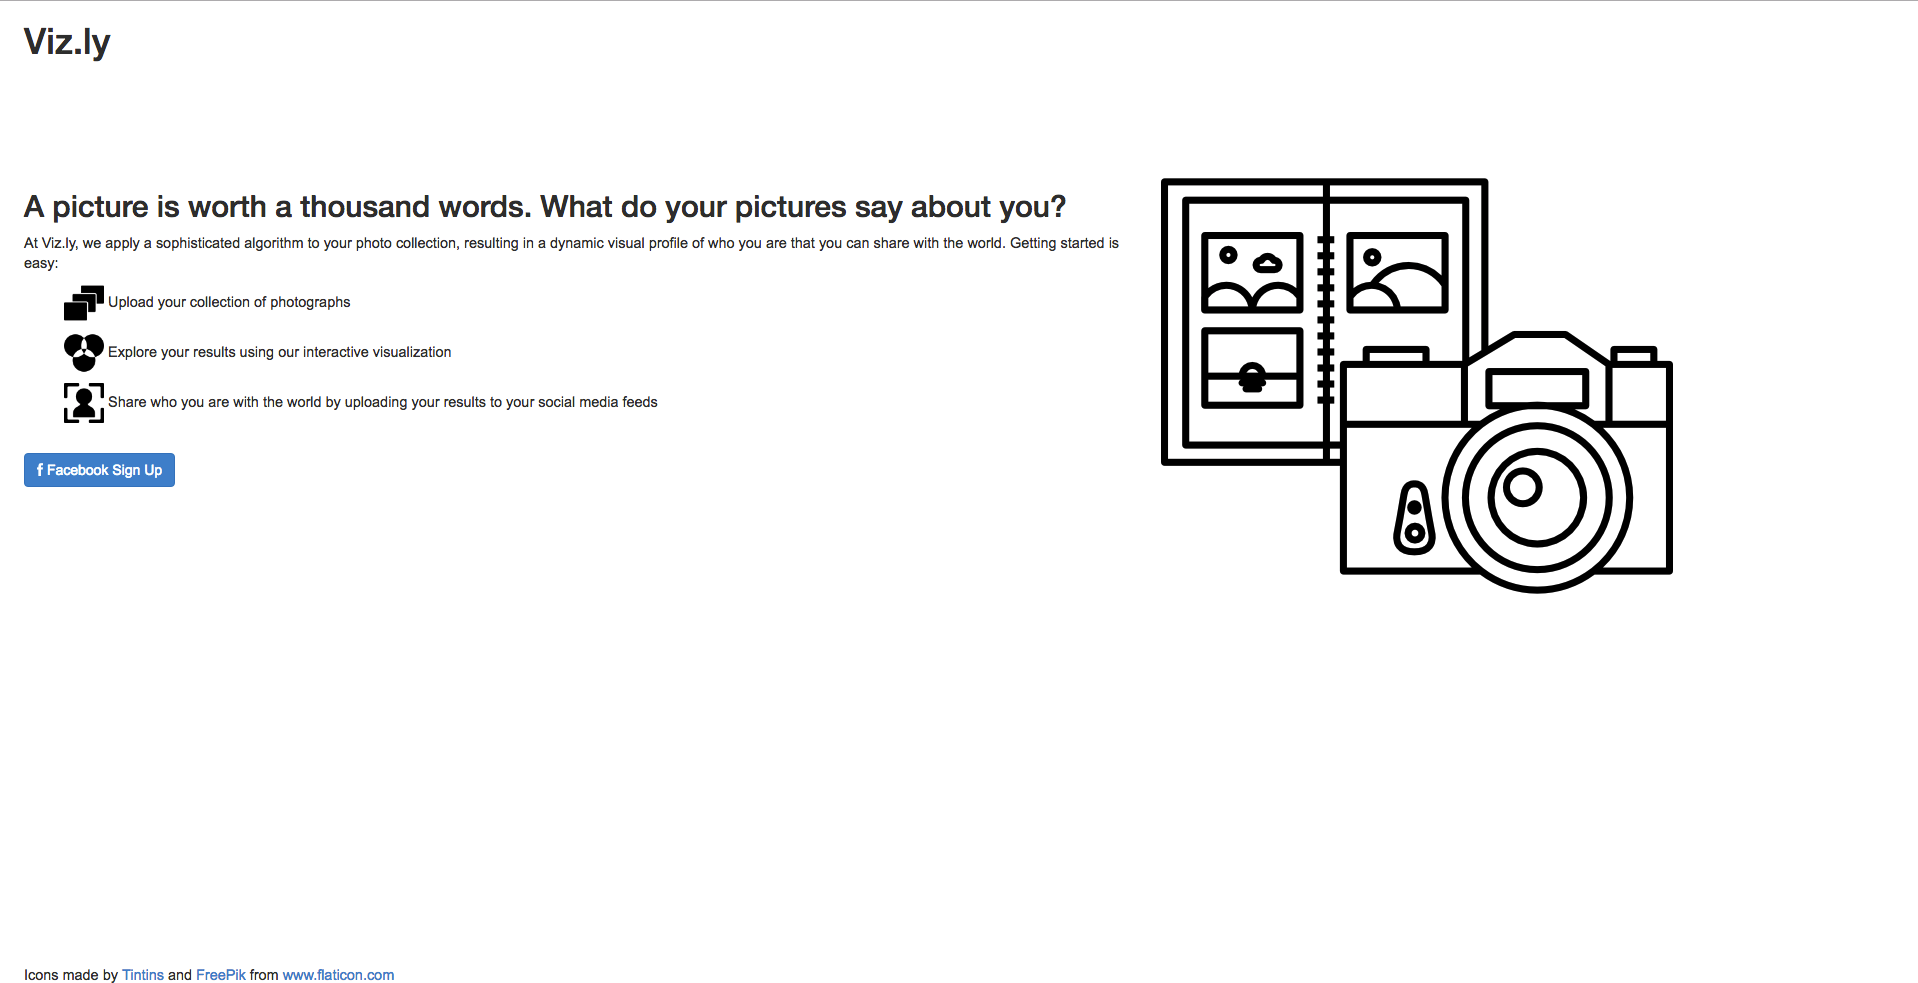 Viz.ly
A picture is worth a thousand words. What do your pictures say about you?
At Viz.ly, we apply a sophisticated algorithm to your photo collection, resulting in a dynamic visual profile of who you are that you can share with the world. Getting started is
easy:
Upload your collection of photographs
Explore your results using our interactive visualization
Share who you are with the world by uploading your results to your social media feeds
f Facebook Sign Up
Icons made by Tintins and FreePik from www.flaticon.com